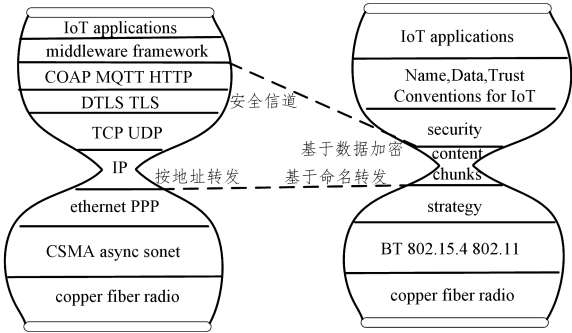 IoT applications
middleware framework
COAP MQTT HTTP
DTLS TLS
TCP UDP
IP
ethernet PPP
CSMA async sonet
copper fiber radio
安全信道
基于数据加密
按地址转发
基于命名转发
IoT applications
Name,Data,Trust
Conventions for IoT
security
content
chunks
strategy
BT 802.15.4 802.11
copper fiber radio